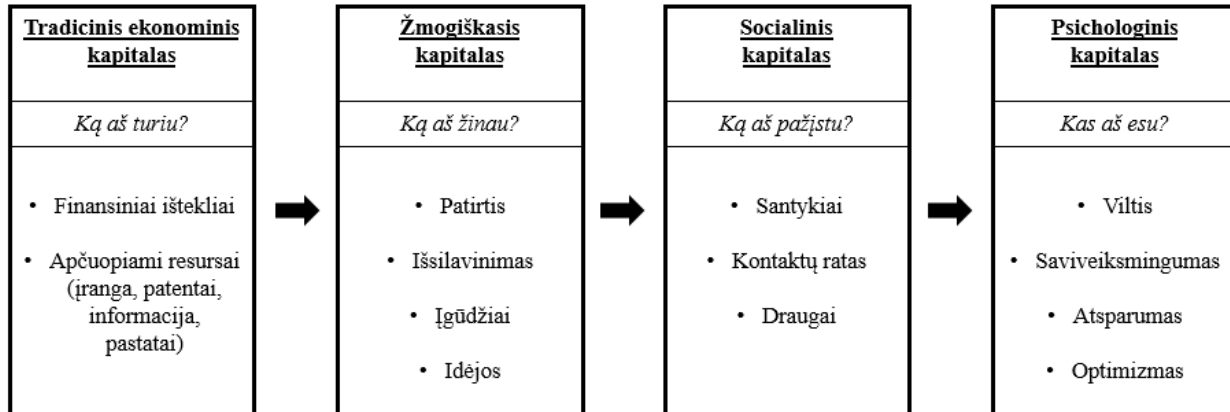 Tradicinis ekonominis
kapitalas
Ką aš turiu?
• Finansiniai ištekliai
• Apčuopiami resursai
(įranga, patentai,
informacija,
pastatai)
Žmogiškasis
kapitalas
Ką aš žinau?
• Patirtis
• Išsilavinimas
• Įgūdžiai
• Idėjos
Socialinis
kapitalas
Ką aš pažįstu?
• Santykiai
• Kontaktų ratas
• Draugai
Psichologinis
kapitalas
Kas aš esu?
• Viltis
• Saviveiksmingumas
• Atsparumas
• Optimizmas